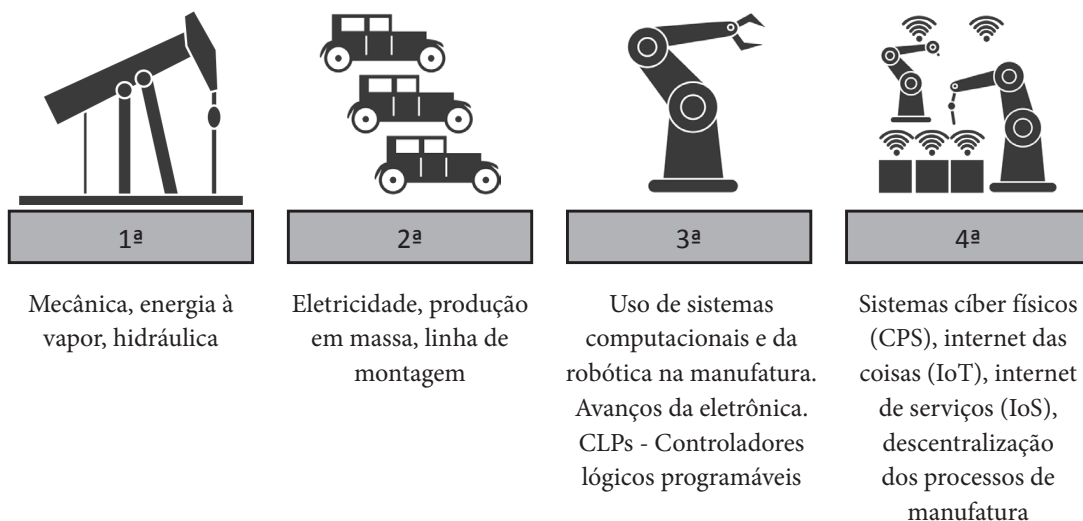 1ª
Mecânica, energia à
vapor, hidráulica
2ª
Eletricidade, produção
em massa, linha de
montagem
3ª
Uso de sistemas
computacionais e da
robótica na manufatura.
Avanços da eletrônica.
CLPs - Controladores
lógicos programáveis
4ª
Sistemas cíber físicos
(CPS), internet das
coisas (IoT), internet
de serviços (IoS),
descentralização
dos processos de
manufatura